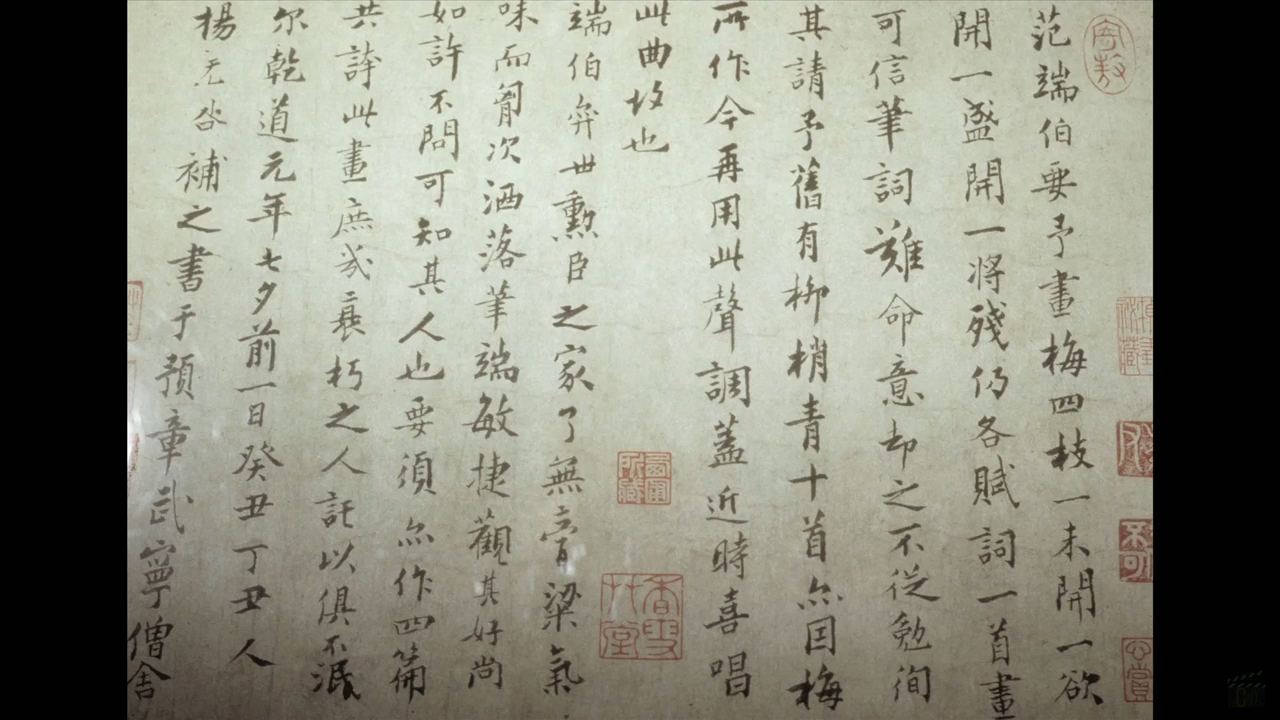 范端伯要予畫梅四枝一未開一欲
開一盛開一将殘仍各賦詞一首畫
可信筆詞難命意却之不從勉徇
其請予舊有柳梢青十首亦因梅
所作今再用此聲調蓋近時喜唱
此曲故也
端伯弈世勲臣之家了無膏粱氣
味而胷次洒落筆端敏捷觀其好尚
如許不問可知其人也要須亦作四篇
共誇此畫庶幾衰朽之人託以俱不泯
尔乾道元年七夕前一日癸丑丁丑人
楊无咎補之書于預章武寧僧舍